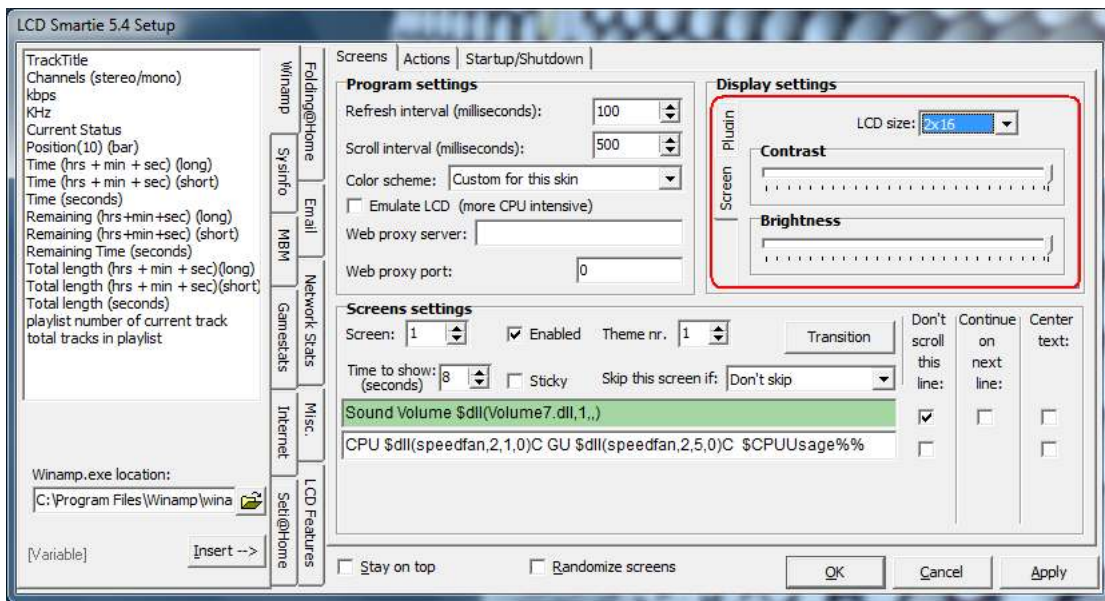 LCD Smartie 5.4 Setup
TrackTitle
Channels (stereo/mono)
kbps
KHz
Current Status
Position(10) (bar)
Time (hrs + min + sec) (long)
Time (hrs + min + sec) (short)
Time (seconds)
Remaining (hrs+min+sec) (long)
Remaining (hrs+min+sec) (short)
Remaining Time (seconds)
Total length (hrs + min + sec)(long)
Total length (hrs + min + sec)(short)
Total length (seconds)
playlist number of current track
total tracks in playlist
Winamp.exe location:
C:\Program Files\Winamp\wina
[Variable]
Insert -->
Winamp
Sysinfo
MBM
Gamestats
Internet
Seti@Home
Folding@Home
Email
Network Stats
Misc.
LCD Features
Screens
Actions
Startup/Shutdown
Program settings
Refresh interval (milliseconds): 100
Scroll interval (milliseconds): 500
Color scheme: Custom for this skin
Emulate LCD (more CPU intensive)
Web proxy server:
Web proxy port: 0
Display settings
Plugin
Screen
LCD size: 2x16
Contrast
Brightness
Screens settings
Screen: 1 Enabled Theme nr. 1 Transition
Time to show: 8 Sticky Skip this screen if: Don't skip
(seconds)
Don't
scroll
this
line:
Continue
on
next
line:
Center
text:
Sound Volume $dll(Volume7.dll,1,,)
CPU $dll(speedfan,2,1,0)C GU $dll(speedfan,2,5,0)C $CPUUsage%%
Stay on top
Randomize screens
OK
Cancel
Apply